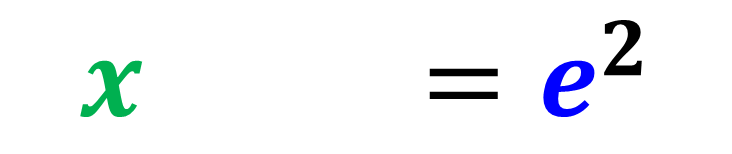 x = e²